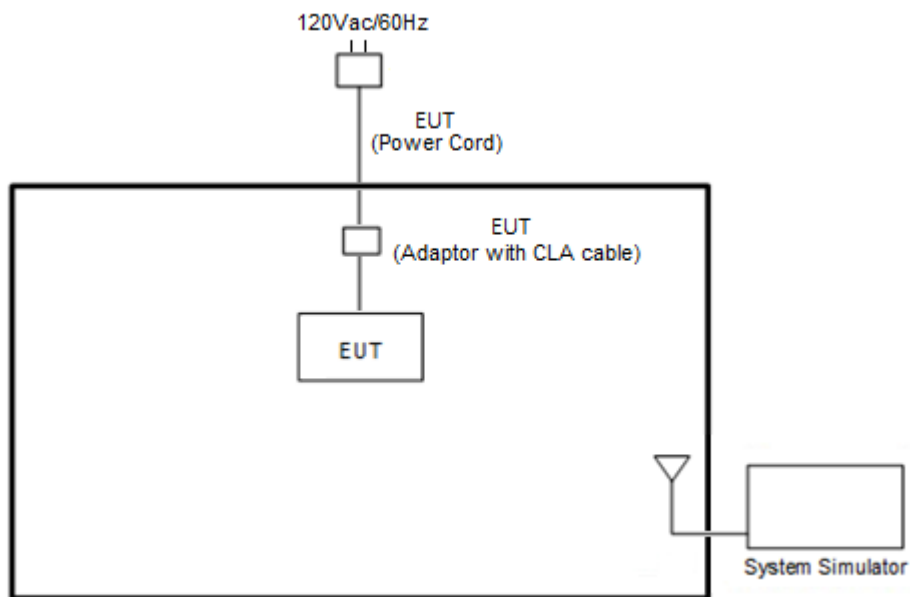 120Vac/60Hz
EUT
(Power Cord)
EUT
(Adaptor with CLA cable)
EUT
System Simulator